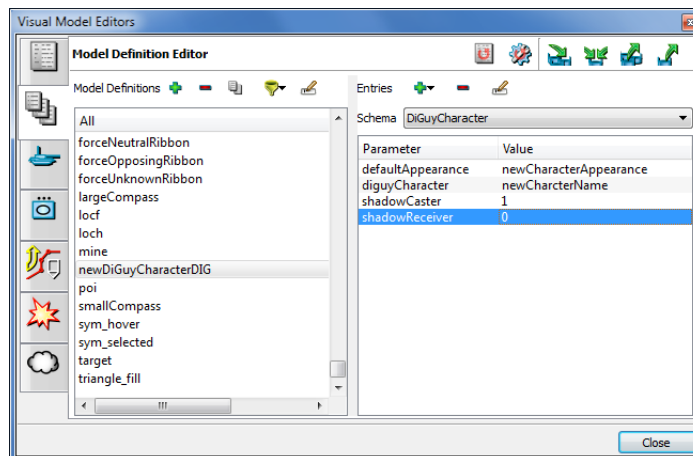 Visual Model Editors
Model Definition Editor
Model Definitions
Entries
All
Schema DiGuyCharacter
Parameter Value
forceNeutralRibbon
forceOpposingRibbon
forceUnknownRibbon
largeCompass
locf
loch
mine
newDiGuyCharacterDIG
poi
smallCompass
sym_hover
sym_selected
target
triangle_fill
defaultAppearance newCharacterAppearance
diguyCharacter newCharcterName
shadowCaster 1
shadowReceiver 0
Close